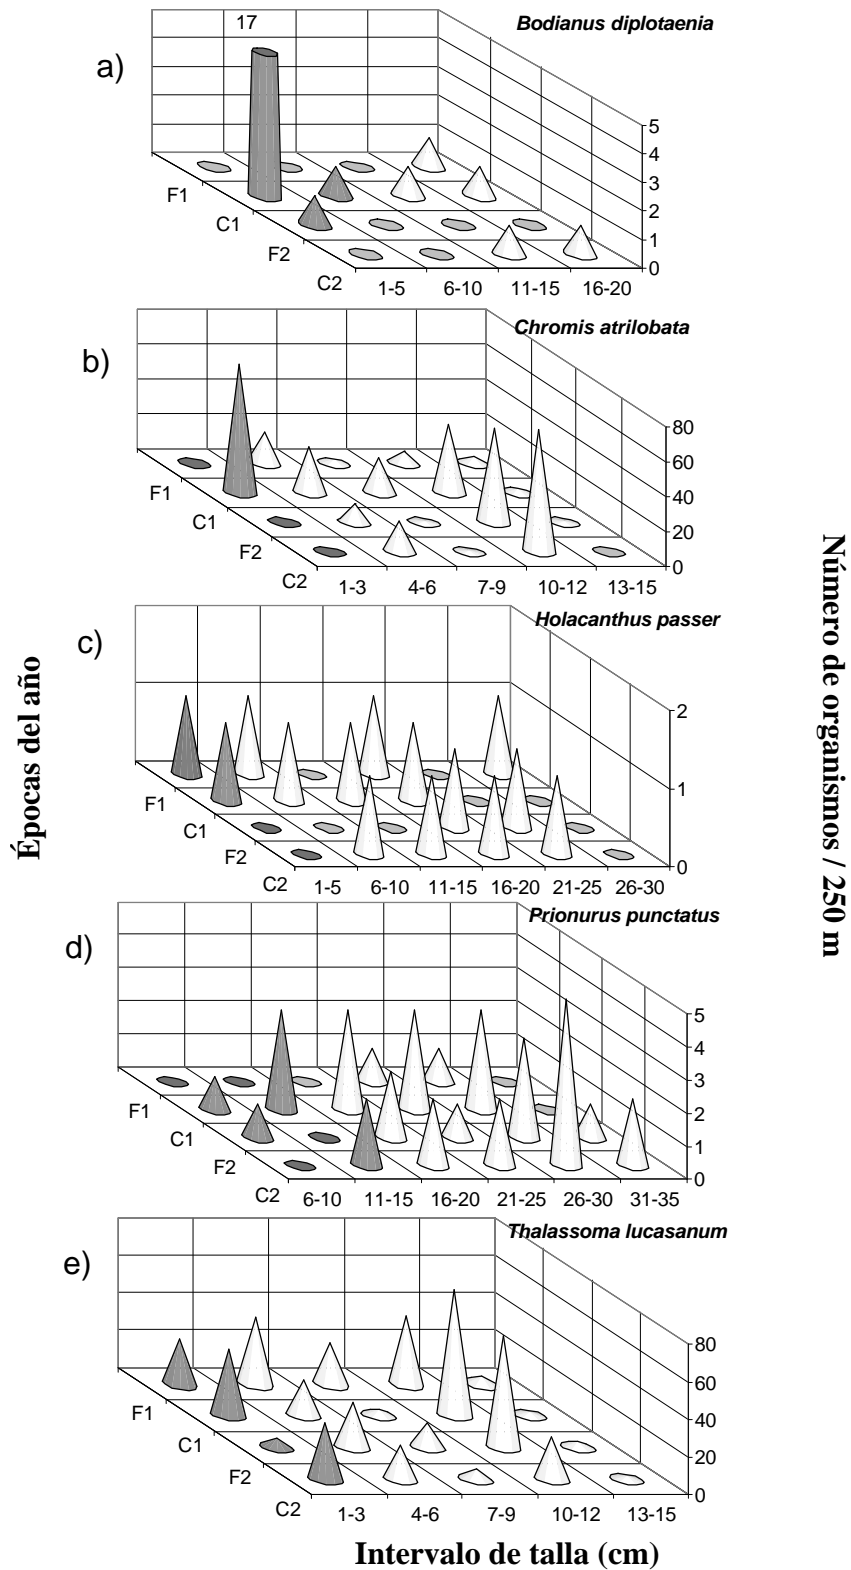 17
Bodianus diplotaenia
a)
5
4
3
2
1
0
F1
C1
F2
C2
1-5 6-10 11-15 16-20
Chromis atrilobata
b)
80
60
40
20
0
F1
C1
F2
C2
1-3 4-6 7-9 10-12 13-15
Holacanthus passer
c)
2
1
0
F1
C1
F2
C2
1-5 6-10 11-15 16-20 21-25 26-30
Prionurus punctatus
d)
5
4
3
2
1
0
F1
C1
F2
C2
6-10 11-15 16-20 21-25 26-30 31-35
Thalassoma lucasanum
e)
80
60
40
20
0
F1
C1
F2
C2
1-3 4-6 7-9 10-12 13-15
Épocas del año
Número de organismos / 250 m
Intervalo de talla (cm)